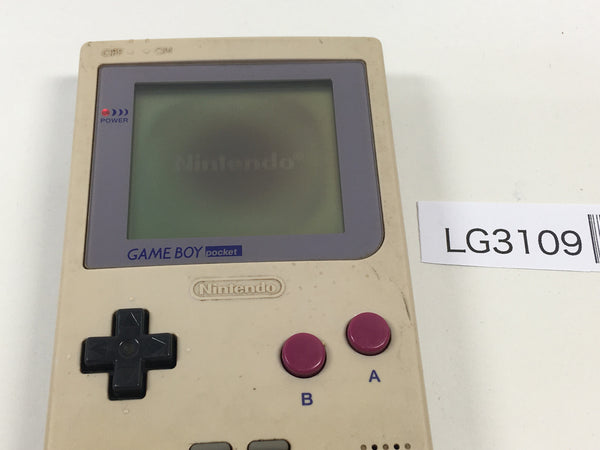 OFF ON
POWER
Nintendo
GAME BOY pocket
Nintendo
B
A
LG3109